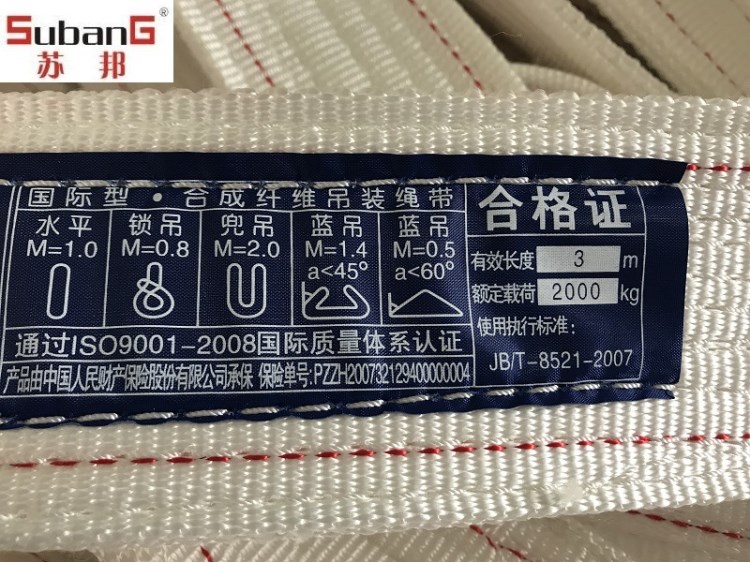 SubanG
苏邦
国际型·合成纤维吊装绳带
水平 锁吊 兜吊 蓝吊 蓝吊
M=1.0 M=0.8 M=2.0 M=1.4 M=0.5
a<45° a<60°
通过ISO9001-2008国际质量体系认证
产品由中国人民财产保险股份有限公司承保 保险单号:PZZH200732129400000004
合格证
有效长度 3 m
额定载荷 2000 kg
使用执行标准:
JB/T-8521-2007